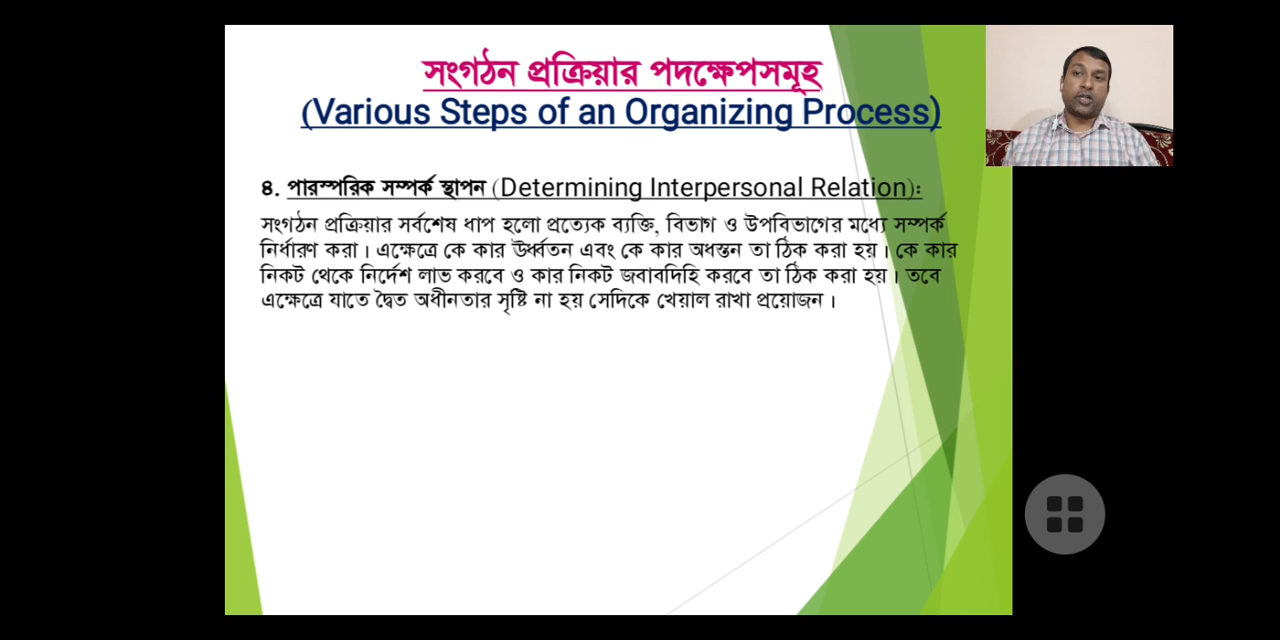 সংগঠন প্রক্রিয়ার পদক্ষেপসমূহ
(Various Steps of an Organizing Process)
৪. পারস্পরিক সম্পর্ক স্থাপন (Determining Interpersonal Relation):
সংগঠন প্রক্রিয়ার সর্বশেষ ধাপ হলো প্রত্যেক ব্যক্তি, বিভাগ ও উপবিভাগের মধ্যে সম্পর্ক
নির্ধারণ করা। এক্ষেত্রে কে কার ঊর্ধ্বতন এবং কে কার অধস্তন তা ঠিক করা হয়। কে কার
নিকট থেকে নির্দেশ লাভ করবে ও কার নিকট জবাবদিহি করবে তা ঠিক করা হয়। তবে
এক্ষেত্রে যাতে দ্বৈত অধীনতার সৃষ্টি না হয় সেদিকে খেয়াল রাখা প্রয়োজন।